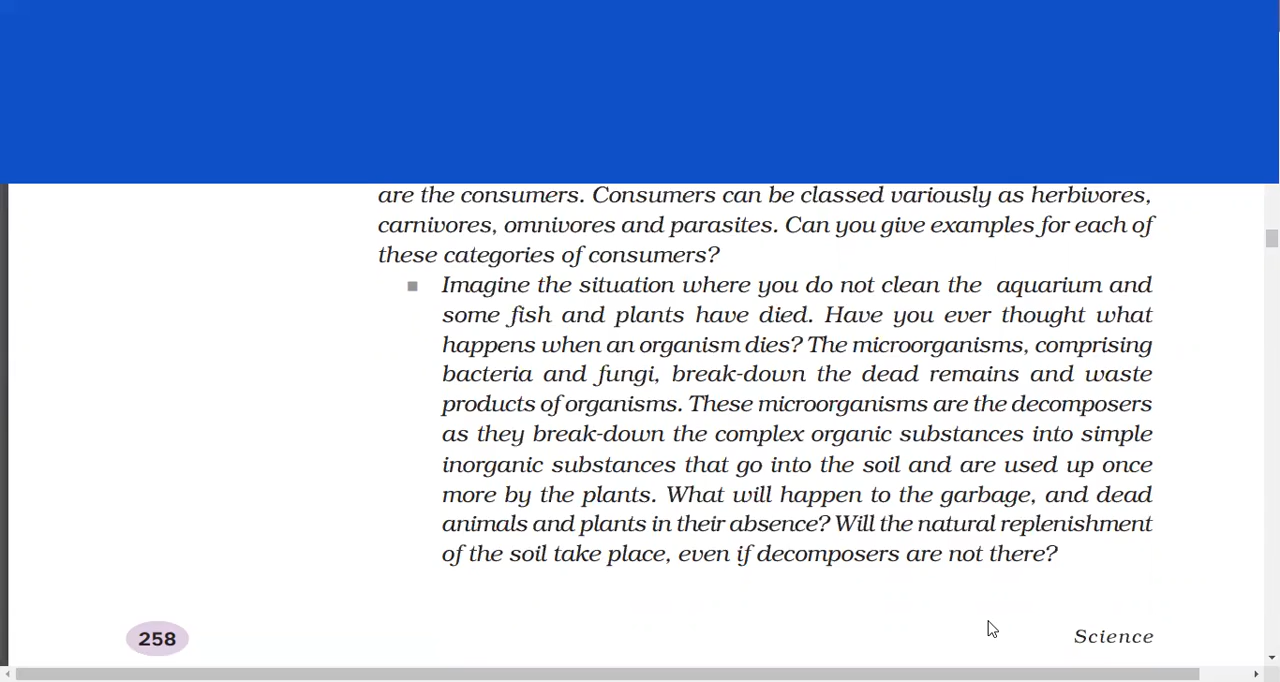 are the consumers. Consumers can be classed variously as herbivores,
carnivores, omnivores and parasites. Can you give examples for each of
these categories of consumers?
Imagine the situation where you do not clean the aquarium and
some fish and plants have died. Have you ever thought what
happens when an organism dies? The microorganisms, comprising
bacteria and fungi, break-down the dead remains and waste
products of organisms. These microorganisms are the decomposers
as they break-down the complex organic substances into simple
inorganic substances that go into the soil and are used up once
more by the plants. What will happen to the garbage, and dead
animals and plants in their absence? Will the natural replenishment
of the soil take place, even if decomposers are not there?
258
Science